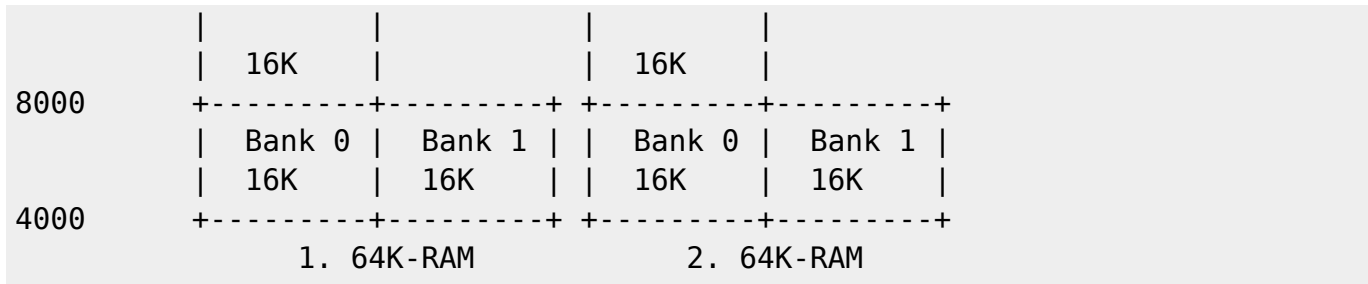 |         |           |         |
          |  16K    |           |  16K    |
8000      +---------+---------+ +---------+---------+
          |  Bank 0 |  Bank 1 | |  Bank 0 |  Bank 1 |
          |  16K    |  16K    | |  16K    |  16K    |
4000      +---------+---------+ +---------+---------+
                1. 64K-RAM            2. 64K-RAM